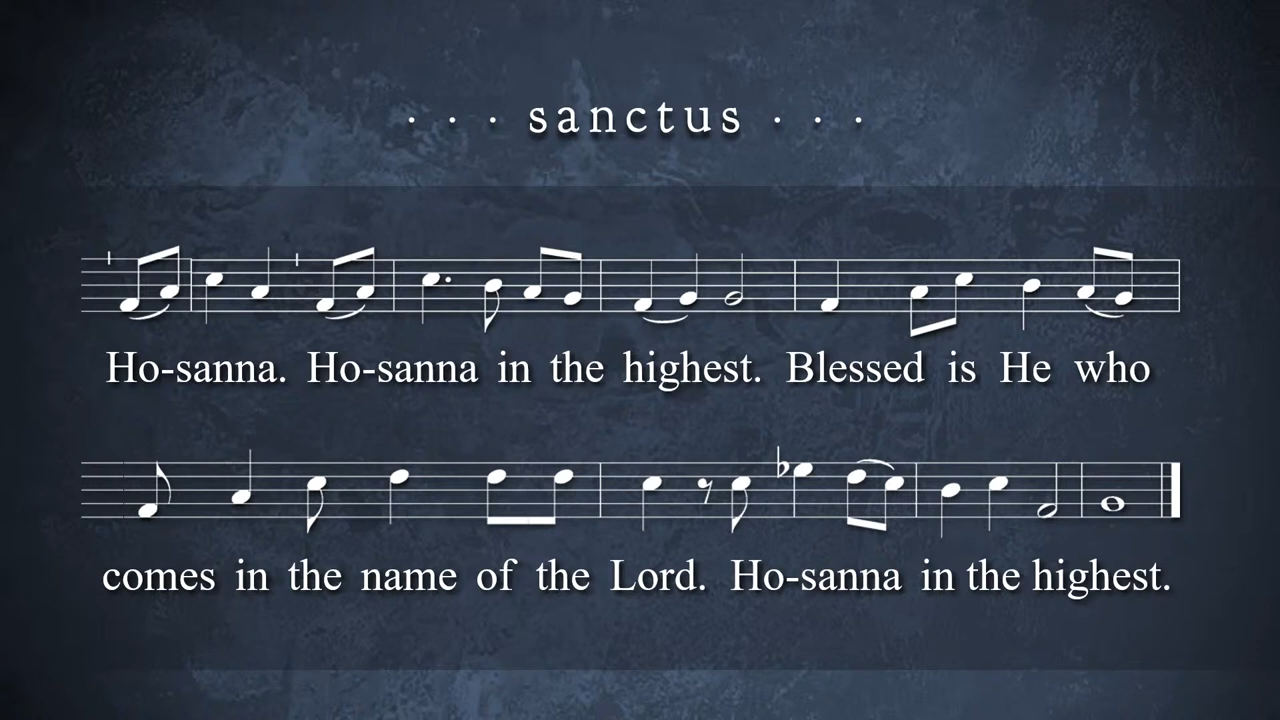 . . . sanctus . . .
Ho-sanna. Ho-sanna in the highest. Blessed is He who
comes in the name of the Lord. Ho-sanna in the highest.